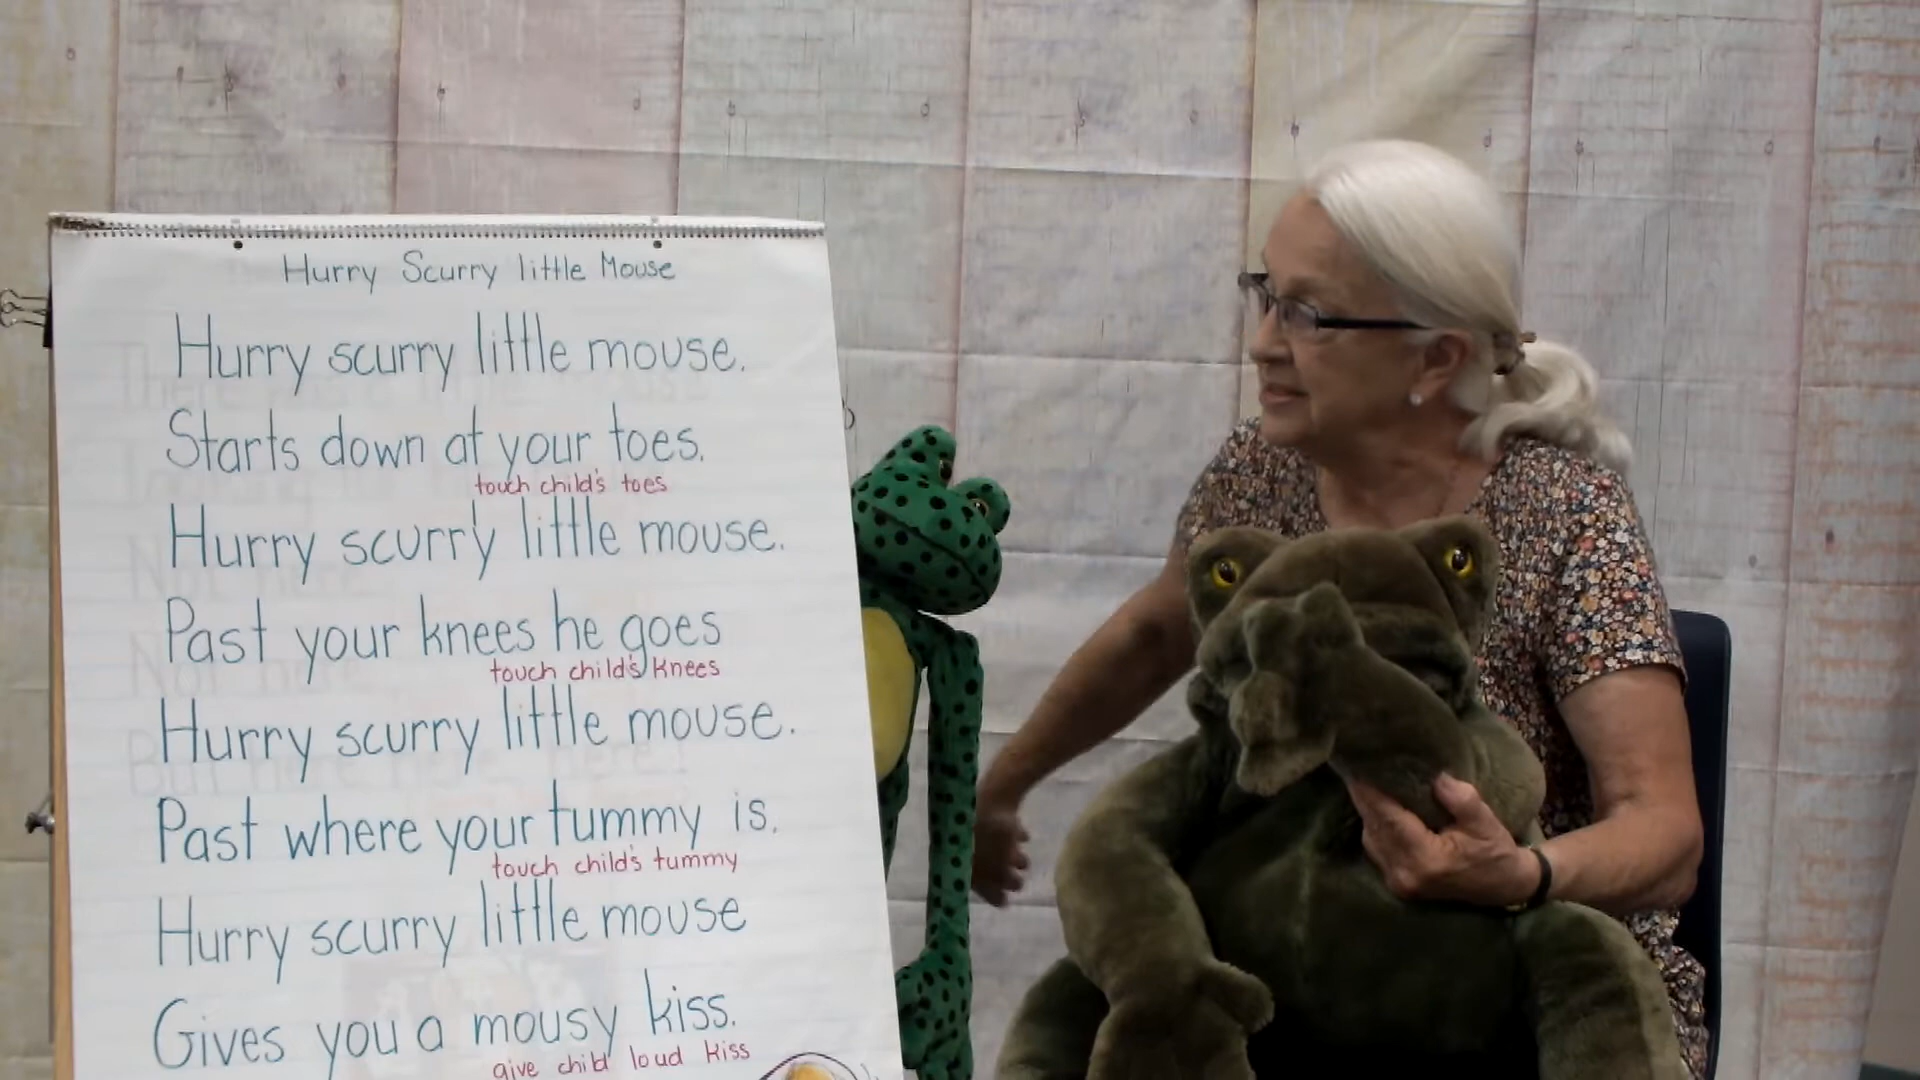 Hurry Scurry little Mouse
Hurry scurry little mouse.
Starts down at your toes.
touch child's toes
Hurry scurry little mouse.
Past your knees he goes
touch child's knees
Hurry scurry little mouse.
Past where your tummy is.
touch child's tummy
Hurry scurry little mouse
Gives you a mousy kiss.
give child loud kiss